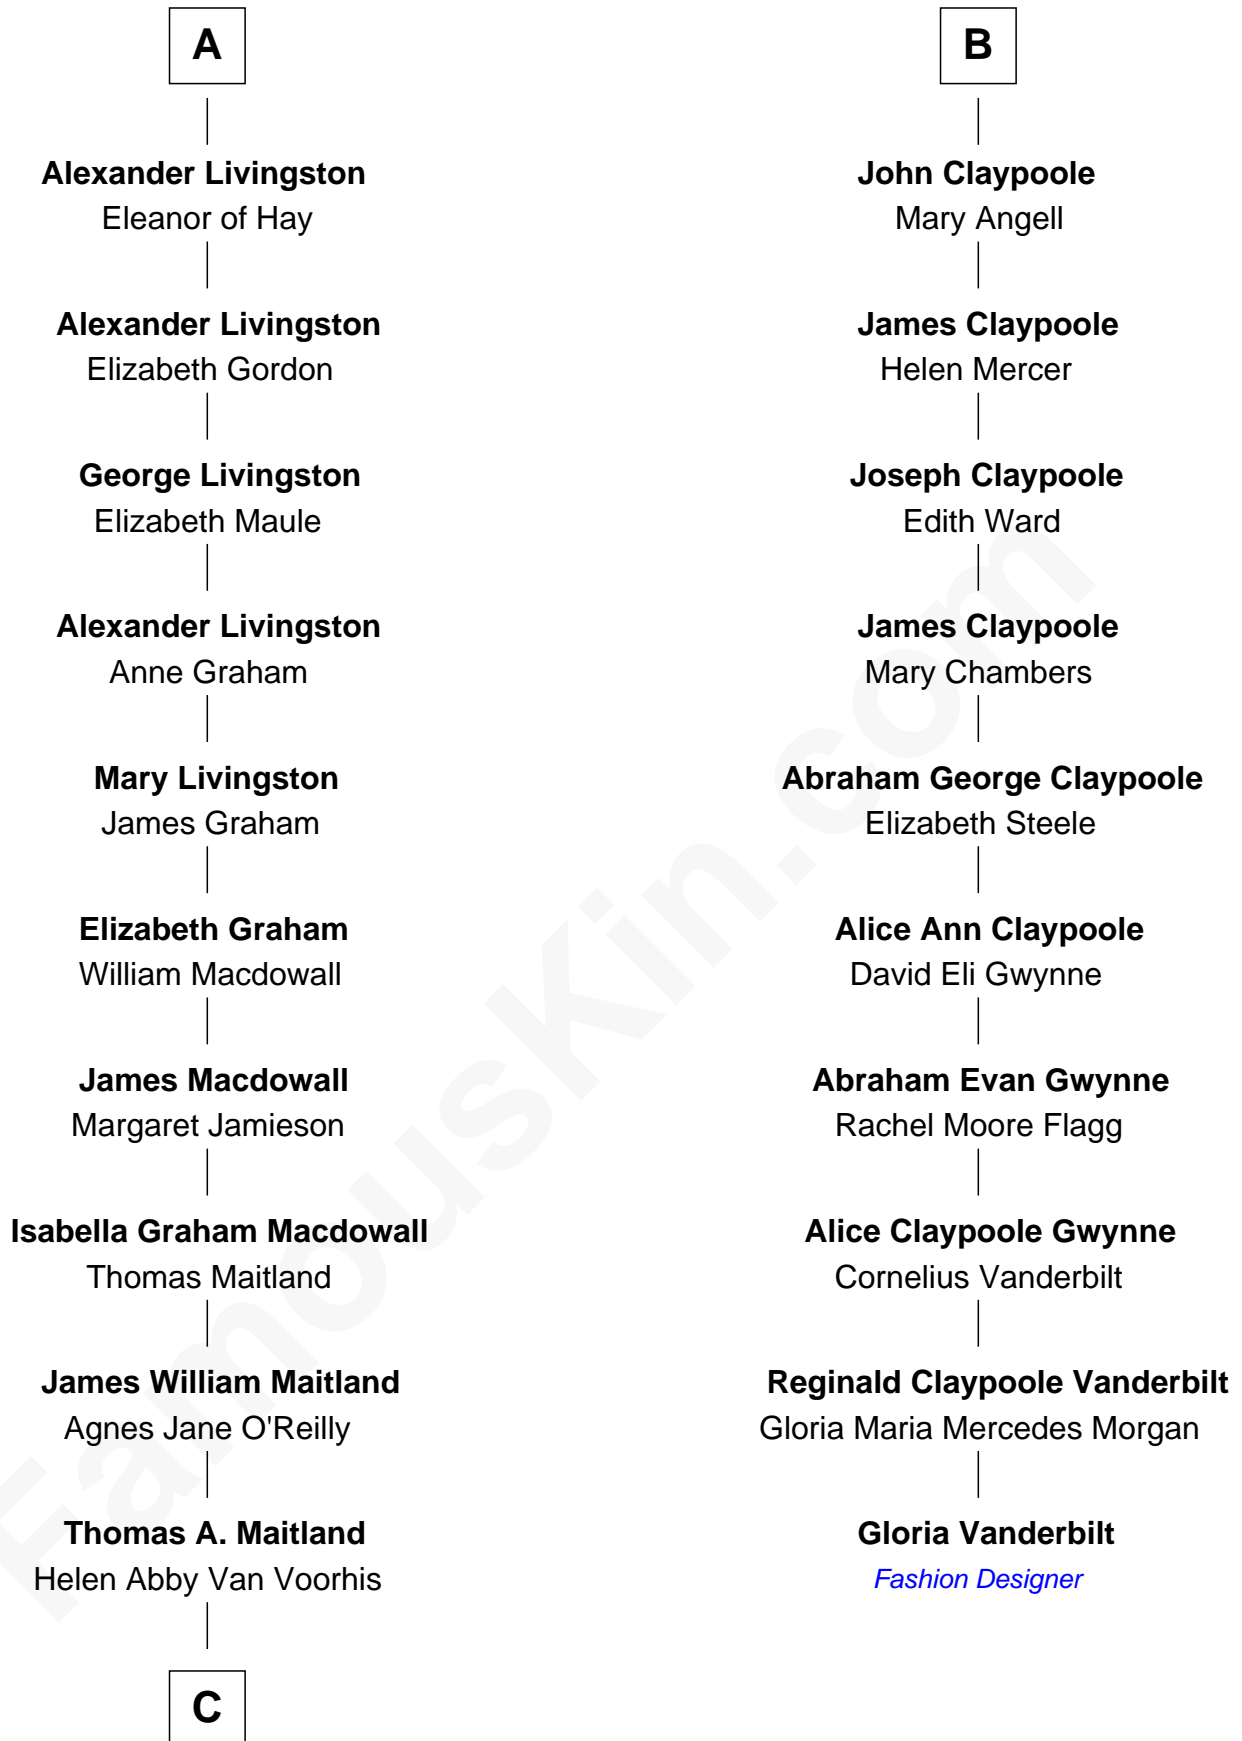 A
Alexander Livingston
Eleanor of Hay
Alexander Livingston
Elizabeth Gordon
George Livingston
Elizabeth Maule
Alexander Livingston
Anne Graham
Mary Livingston
James Graham
Elizabeth Graham
William Macdowall
James Macdowall
Margaret Jamieson
Isabella Graham Macdowall
Thomas Maitland
James William Maitland
Agnes Jane O'Reilly
Thomas A. Maitland
Helen Abby Van Voorhis
C
B
John Claypoole
Mary Angell
James Claypoole
Helen Mercer
Joseph Claypoole
Edith Ward
James Claypoole
Mary Chambers
Abraham George Claypoole
Elizabeth Steele
Alice Ann Claypoole
David Eli Gwynne
Abraham Evan Gwynne
Rachel Moore Flagg
Alice Claypoole Gwynne
Cornelius Vanderbilt
Reginald Claypoole Vanderbilt
Gloria Maria Mercedes Morgan
Gloria Vanderbilt
Fashion Designer
FamousKin.com